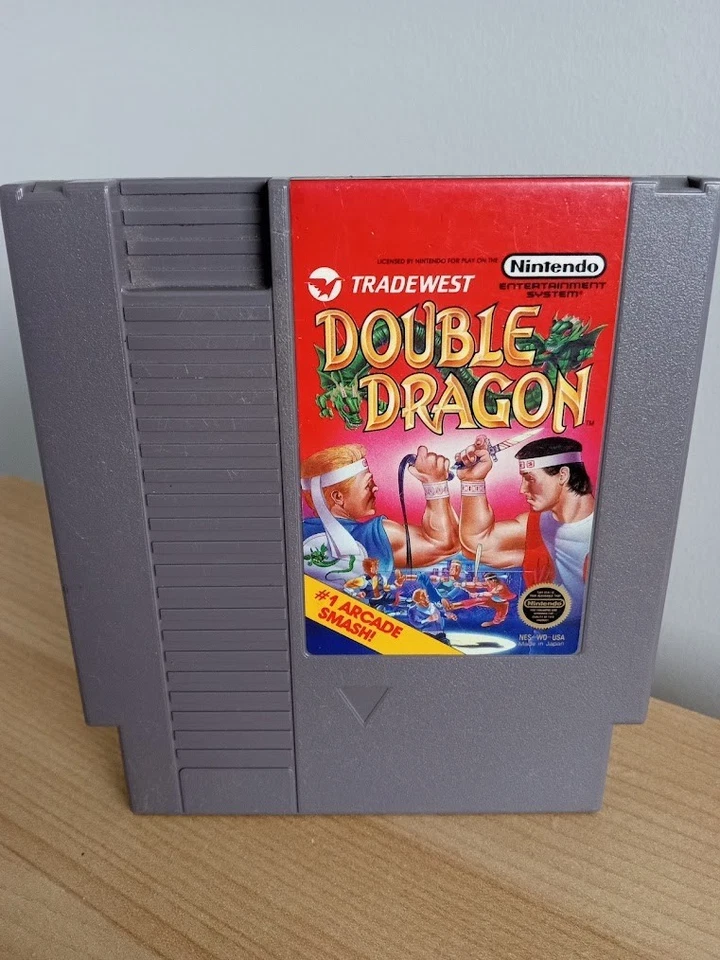 LICENSED BY NINTENDO FOR PLAY ON THE
Nintendo
ENTERTAINMENT
SYSTEM
TRADEWEST
DOUBLE
DRAGON
TM
#1 ARCADE
SMASH!
Nintendo
NES-WD-USA
Made in Japan